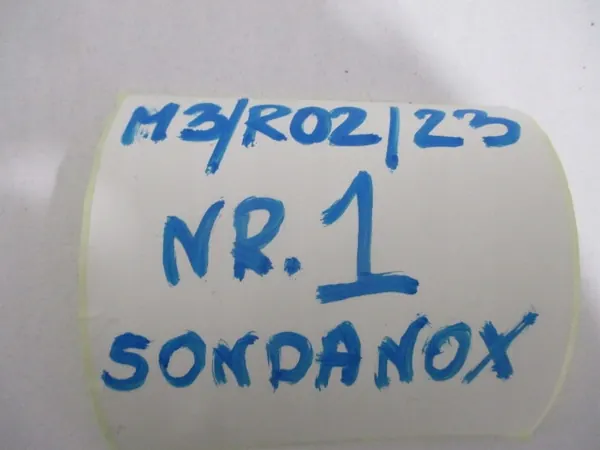 M3/R02/23
NR. 1
SONDANOX